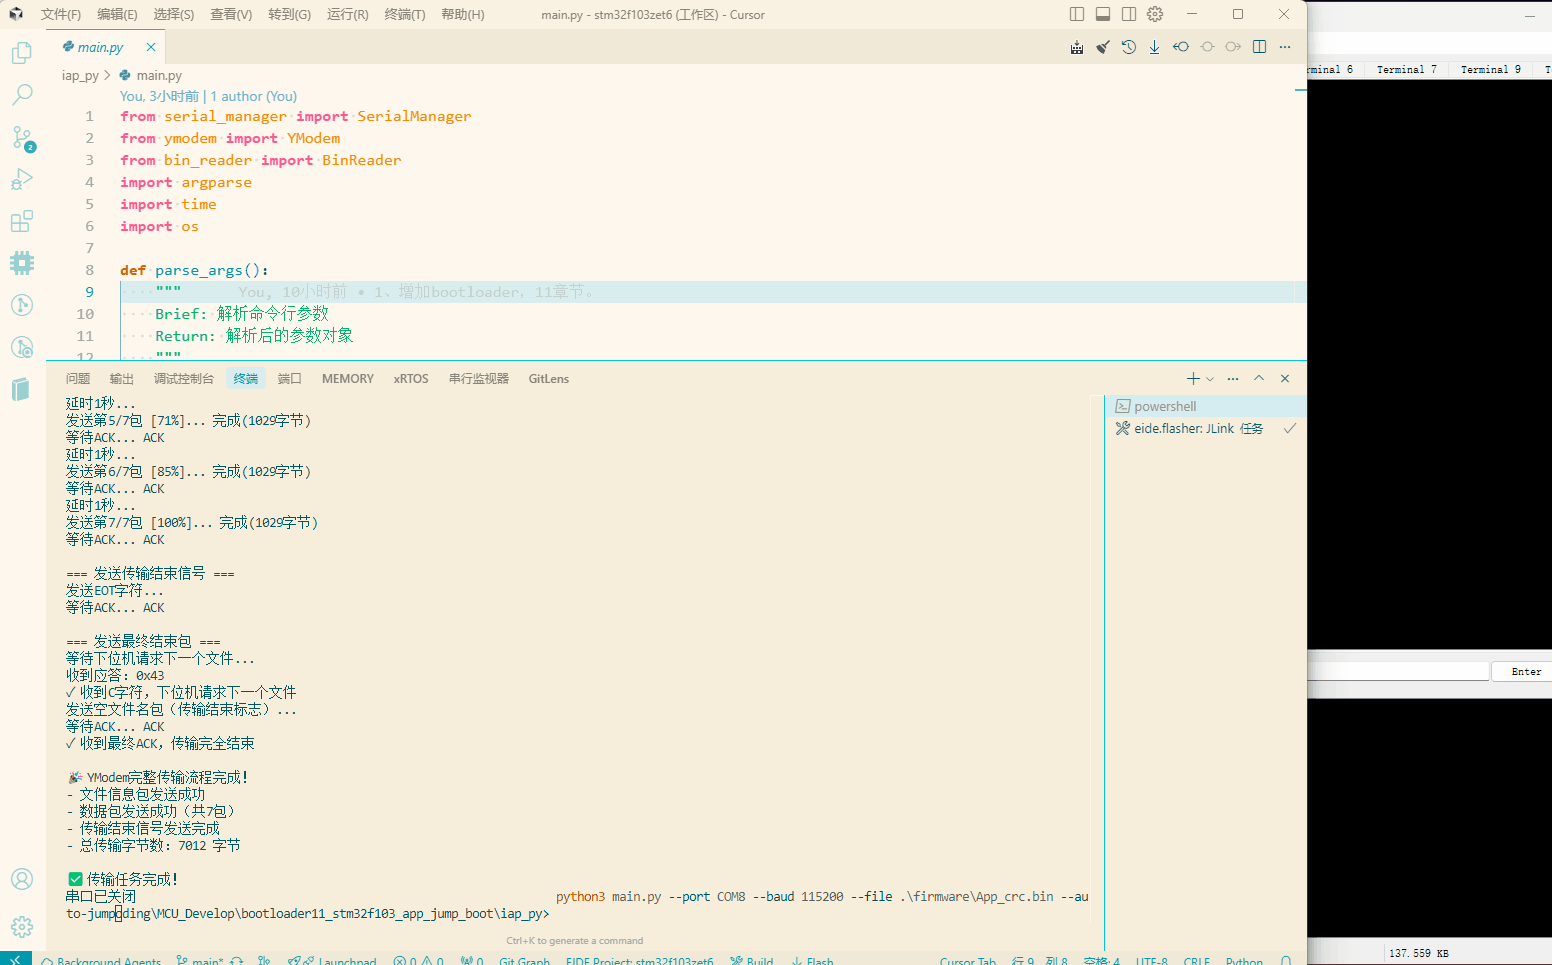 文件(F) 编辑(E) 选择(S) 查看(V) 转到(G) 运行(R) 终端(T) 帮助(H) main.py - stm32f103zet6 (工作区) - Cursor
main.py
iap_py > main.py
You, 3小时前 | 1 author (You)
1 from serial_manager import SerialManager
2 from ymodem import YModem
3 from bin_reader import BinReader
4 import argparse
5 import time
6 import os
7
8 def parse_args():
9 """ You, 10小时前 • 1、增加bootloader，11章节。
10 Brief: 解析命令行参数
11 Return: 解析后的参数对象
12 """
问题 输出 调试控制台 终端 端口 MEMORY xRTOS 串行监视器 GitLens
powershell
eide.flasher: JLink 任务
延时1秒...
发送第5/7包 [71%]... 完成(1029字节)
等待ACK... ACK
延时1秒...
发送第6/7包 [85%]... 完成(1029字节)
等待ACK... ACK
延时1秒...
发送第7/7包 [100%]... 完成(1029字节)
等待ACK... ACK
=== 发送传输结束信号 ===
发送EOT字符...
等待ACK... ACK
=== 发送最终结束包 ===
等待下位机请求下一个文件...
收到应答: 0x43
✓ 收到C字符，下位机请求下一个文件
发送空文件名包（传输结束标志）...
等待ACK... ACK
✓ 收到最终ACK，传输完全结束
🎉 YModem完整传输流程完成！
- 文件信息包发送成功
- 数据包发送成功（共7包）
- 传输结束信号发送完成
- 总传输字节数: 7012 字节
✅ 传输任务完成！
串口已关闭 python3 main.py --port COM8 --baud 115200 --file .\firmware\App_crc.bin --au
to-jumpcding\MCU_Develop\bootloader11_stm32f103_app_jump_boot\iap_py>
Ctrl+K to generate a command
2
Background Agents main* Launchpad 0 0 0 Git Graph EIDE Project: stm32f103zet6 Build Flash Cursor Tab 行 9, 列 8 空格: 4 UTF-8 CRLF Python
rminal 6 Terminal 7 Terminal 9 T
Enter
137.559 KB